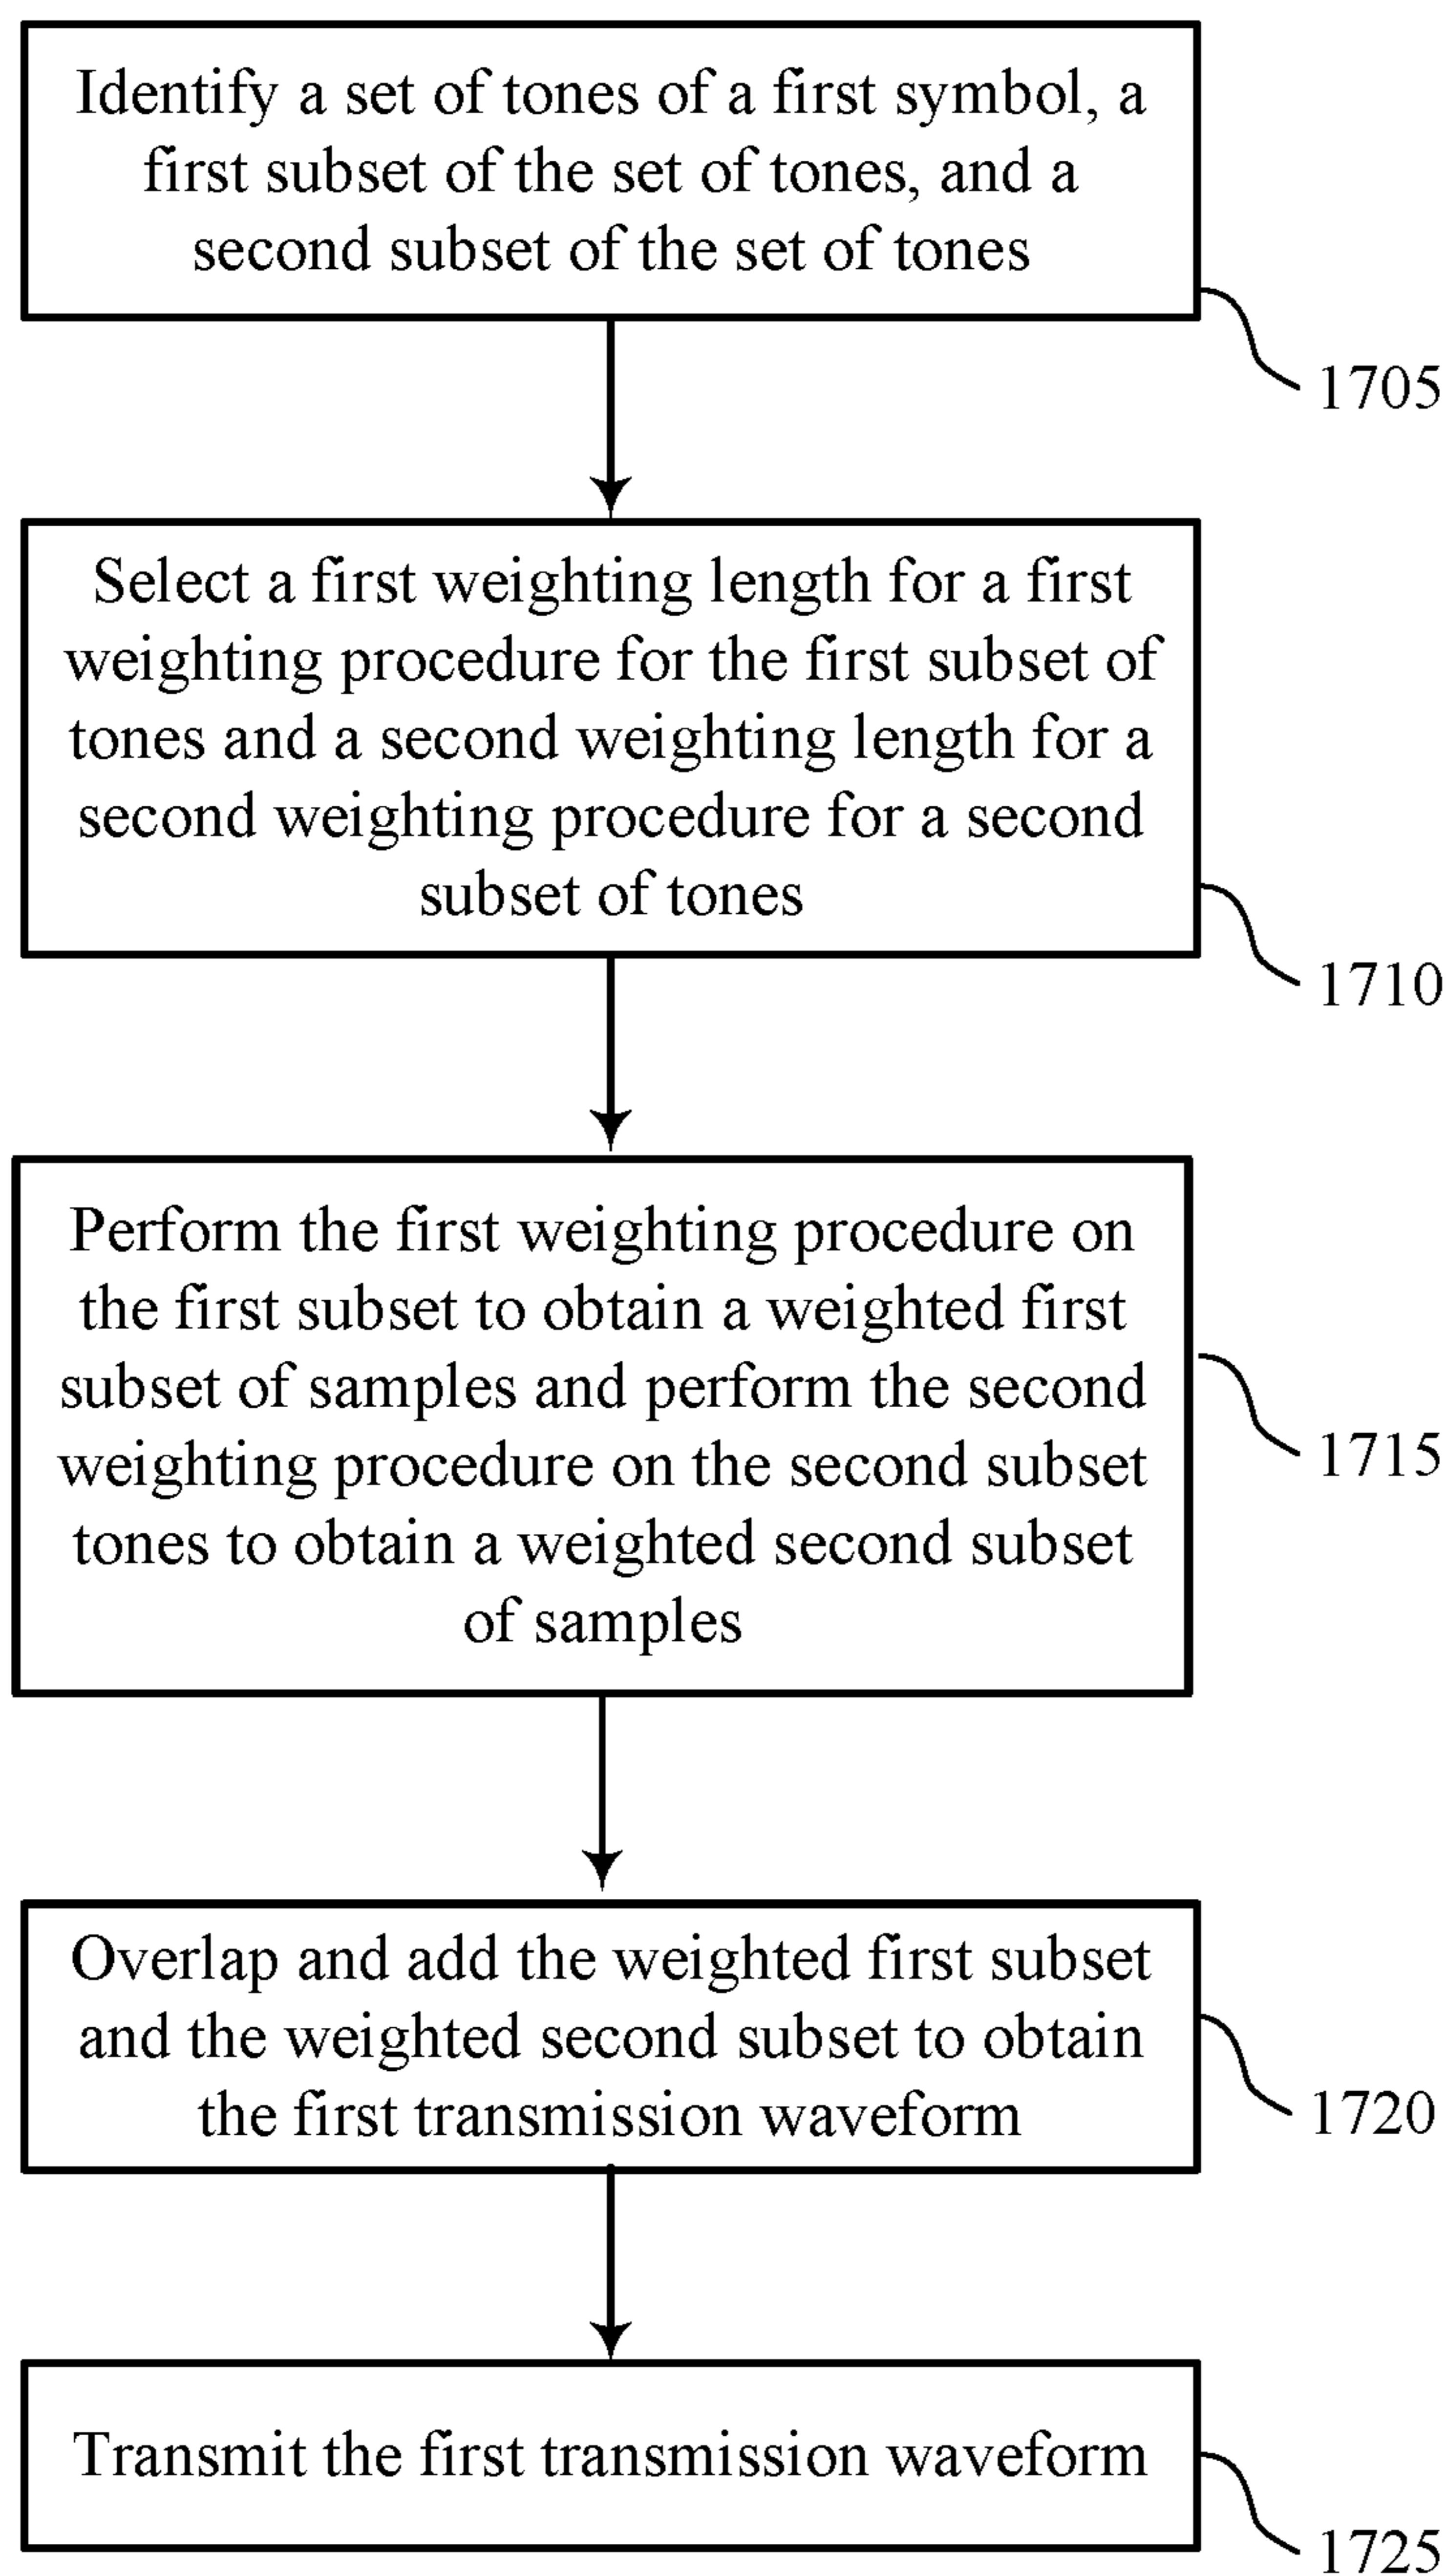 Identify a set of tones of a first symbol, a
first subset of the set of tones, and a
second subset of the set of tones
1705
Select a first weighting length for a first
weighting procedure for the first subset of
tones and a second weighting length for a
second weighting procedure for a second
subset of tones
1710
Perform the first weighting procedure on
the first subset to obtain a weighted first
subset of samples and perform the second
weighting procedure on the second subset
tones to obtain a weighted second subset
of samples
1715
Overlap and add the weighted first subset
and the weighted second subset to obtain
the first transmission waveform
1720
Transmit the first transmission waveform
1725